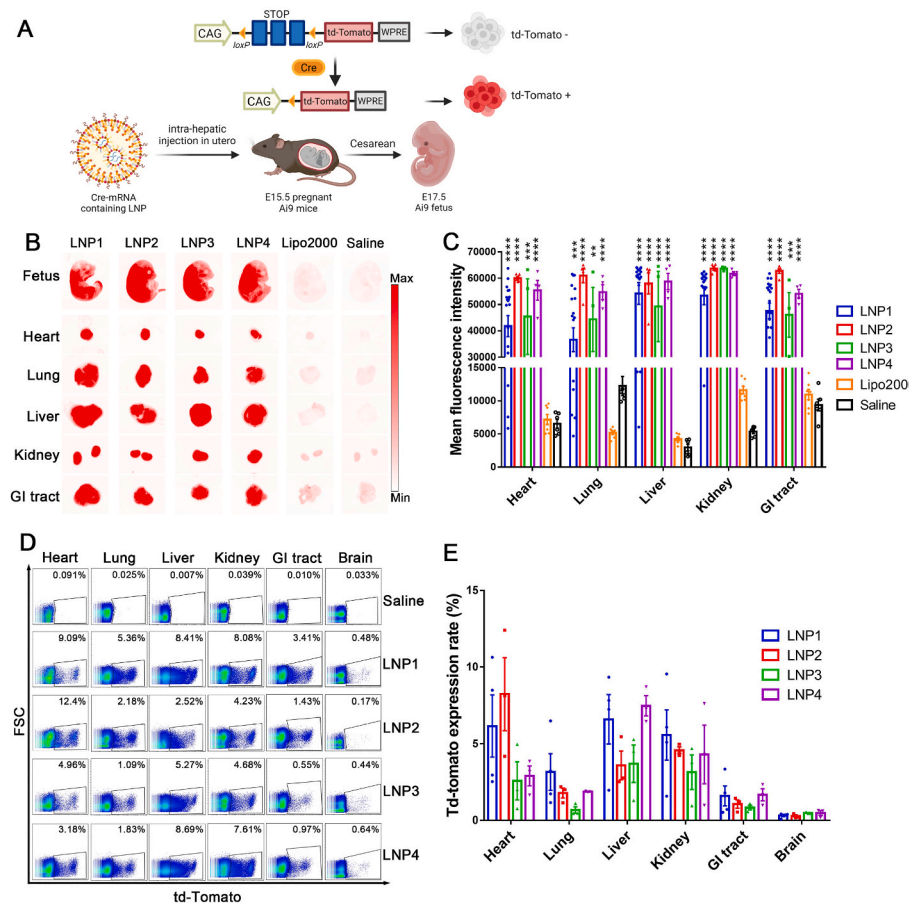 A
STOP
CAG
loxP
loxP
td-Tomato
WPRE
td-Tomato -
Cre
CAG
td-Tomato
WPRE
td-Tomato +
intra-hepatic
injection in utero
Cesarean
Cre-mRNA
containing LNP
E15.5 pregnant
Ai9 mice
E17.5
Ai9 fetus
B
LNP1 LNP2 LNP3 LNP4 Lipo2000 Saline
Fetus
Heart
Lung
Liver
Kidney
GI tract
Max
Min
C
Mean fluorescence intensity
70000
60000
50000
40000
30000
15000
10000
5000
0
**** **** *** ****
*** **** ** ****
**** **** **** ****
**** **** **** ****
**** **** *** ****
Heart Lung Liver Kidney GI tract
LNP1
LNP2
LNP3
LNP4
Lipo2000
Saline
D
Heart Lung Liver Kidney GI tract Brain
0.091% 0.025% 0.007% 0.039% 0.010% 0.033%
Saline
9.09% 5.36% 8.41% 8.08% 3.41% 0.48%
LNP1
12.4% 2.18% 2.52% 4.23% 1.43% 0.17%
LNP2
4.96% 1.09% 5.27% 4.68% 0.55% 0.44%
LNP3
3.18% 1.83% 8.69% 7.61% 0.97% 0.64%
LNP4
FSC
td-Tomato
E
Td-tomato expression rate (%)
15
10
5
0
LNP1
LNP2
LNP3
LNP4
Heart Lung Liver Kidney GI tract Brain